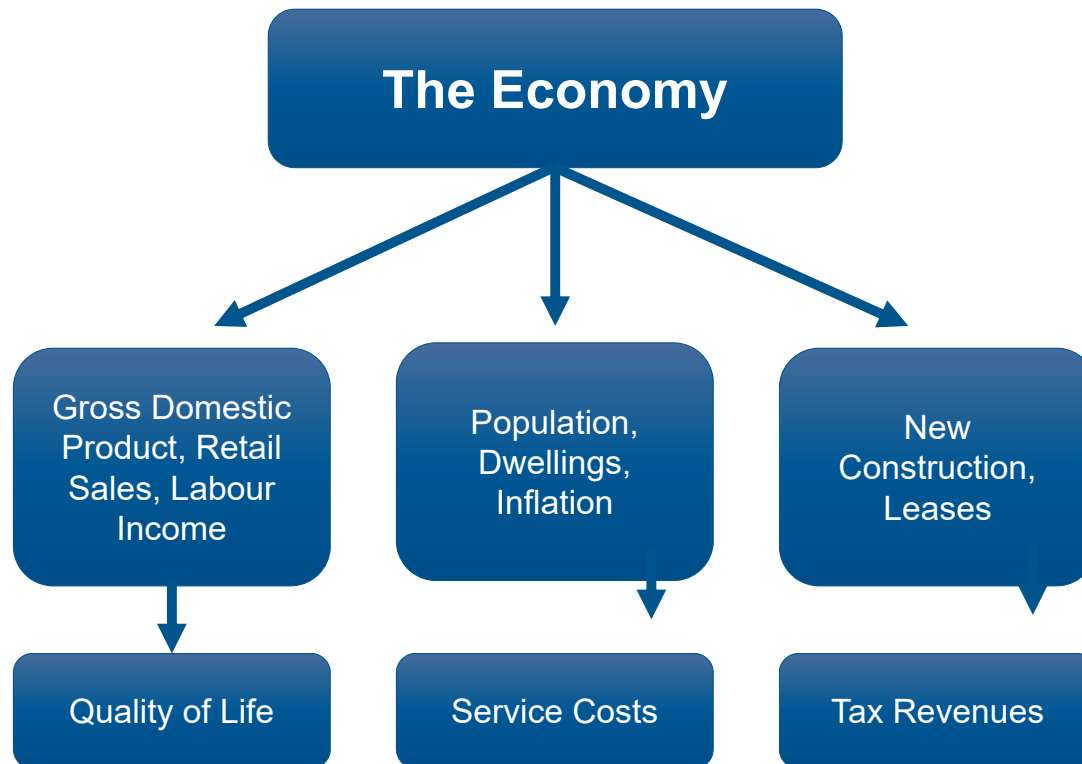 The Economy
Gross Domestic
Product, Retail
Sales, Labour
Income
Population,
Dwellings,
Inflation
New
Construction,
Leases
Quality of Life
Service Costs
Tax Revenues